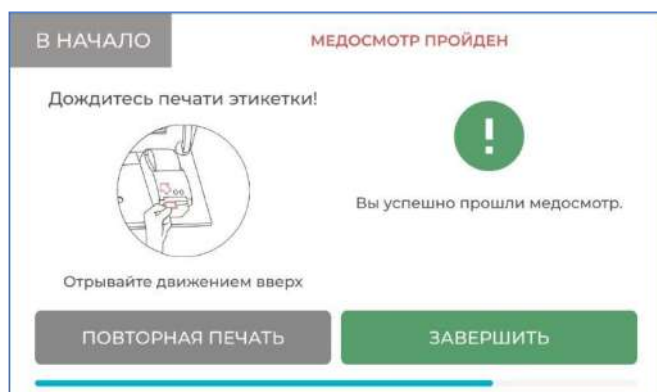 В НАЧАЛО
МЕДОСМОТР ПРОЙДЕН
Дождитесь печати этикетки!
Вы успешно прошли медосмотр.
Отрывайте движением вверх
ПОВТОРНАЯ ПЕЧАТЬ
ЗАВЕРШИТЬ